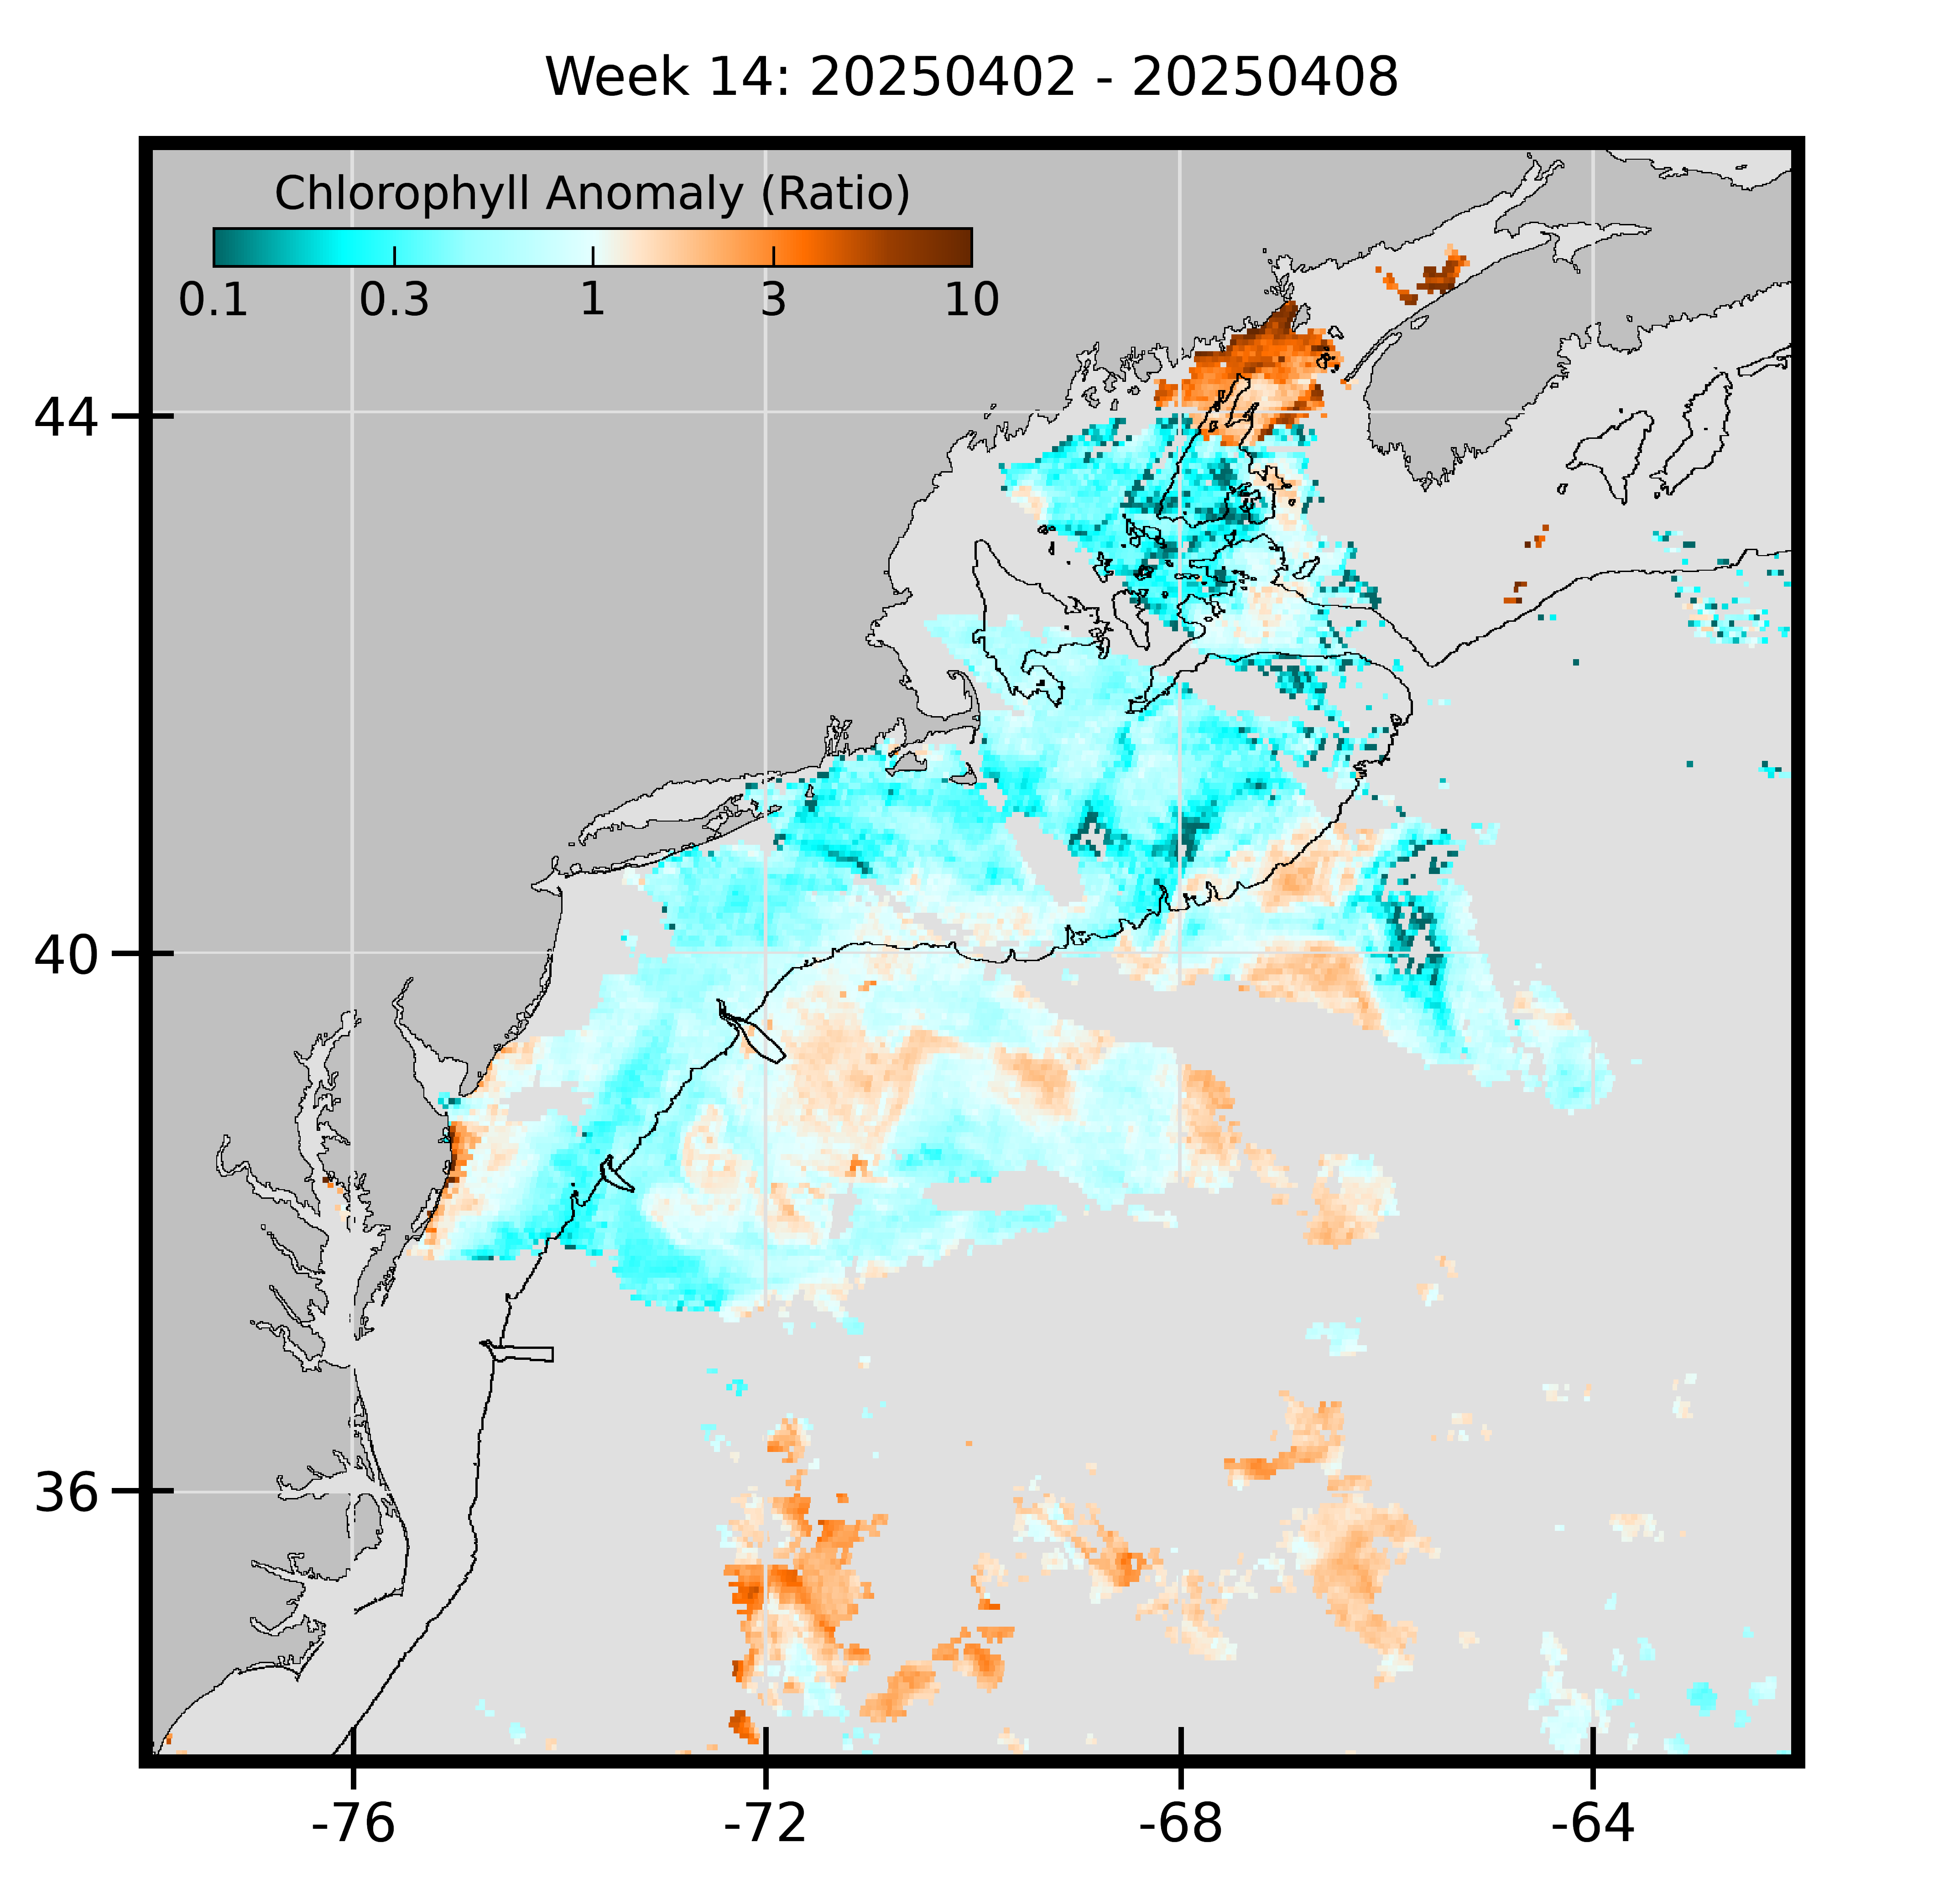 Week 14: 20250402 - 20250408
Chlorophyll Anomaly (Ratio)
0.1 0.3 1 3 10
44
40
36
-76 -72 -68 -64